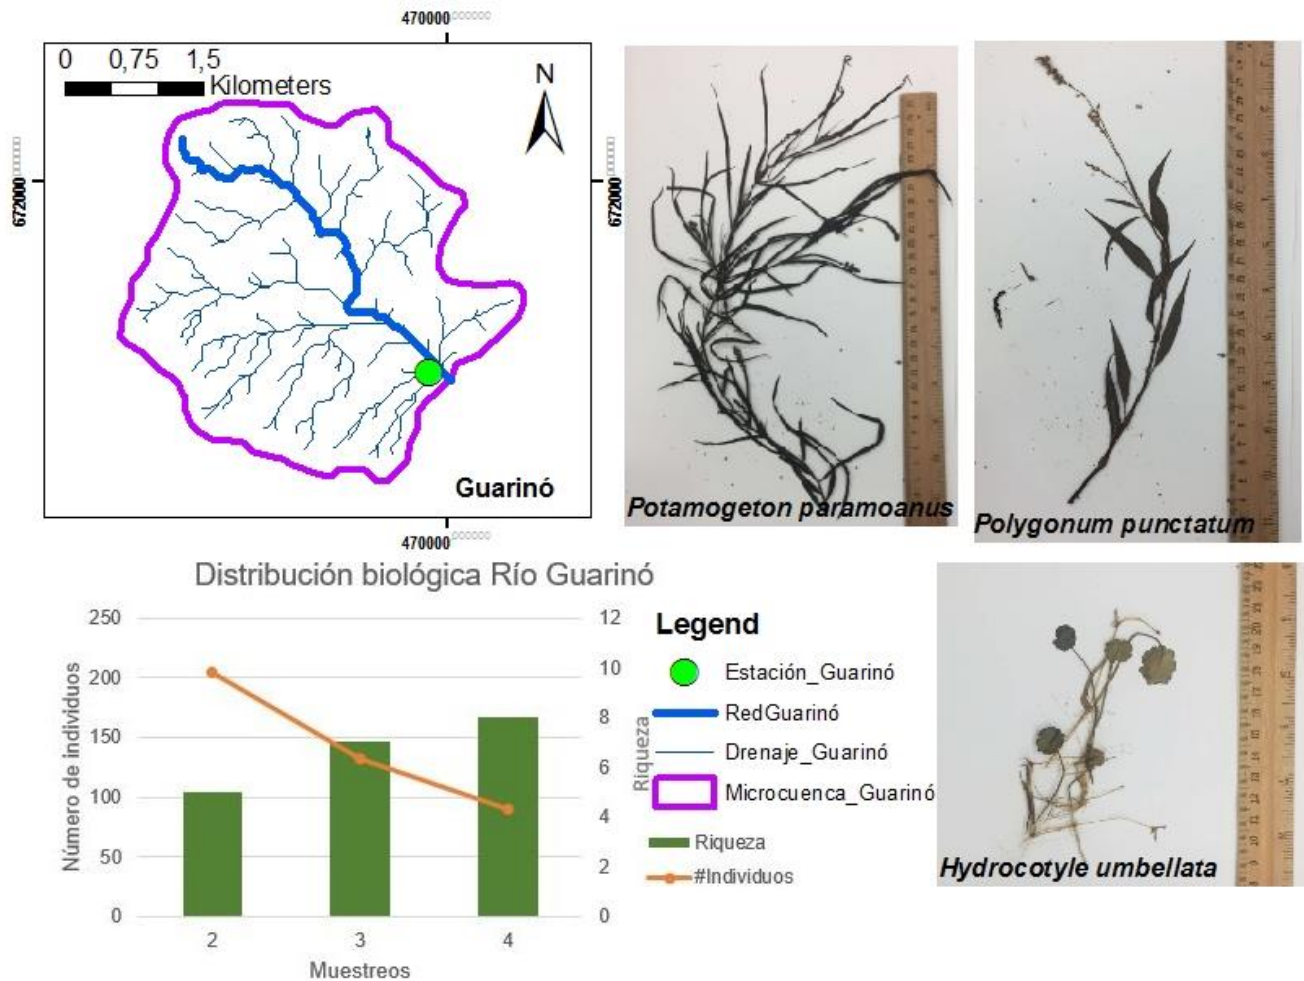 470000
0 0,75 1,5
Kilometers
N
672000
672000
Guarinó
470000
Potamogeton paramoanus
Polygonum punctatum
Distribución biológica Río Guarinó
250
200
150
100
50
0
Número de individuos
12
10
8
6
4
2
0
Riqueza
2 3 4
Muestreos
Legend
Estación_Guarinó
RedGuarinó
Drenaje_Guarinó
Microcuenca_Guarinó
Riqueza
#Individuos
Hydrocotyle umbellata